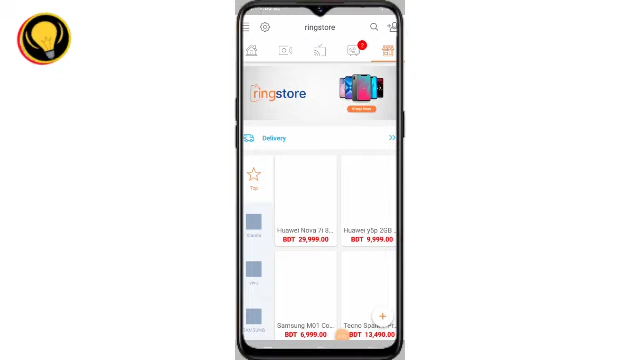 ringstore
ringstore
Delivery
Top
Huawei Nova 7i 8...
BDT 29,999.00
Huawei y5p 2GB
BDT 9,999.00
Samsung M01 Co...
BDT 6,999.00
BDT 13,490.00
SAMSUNG